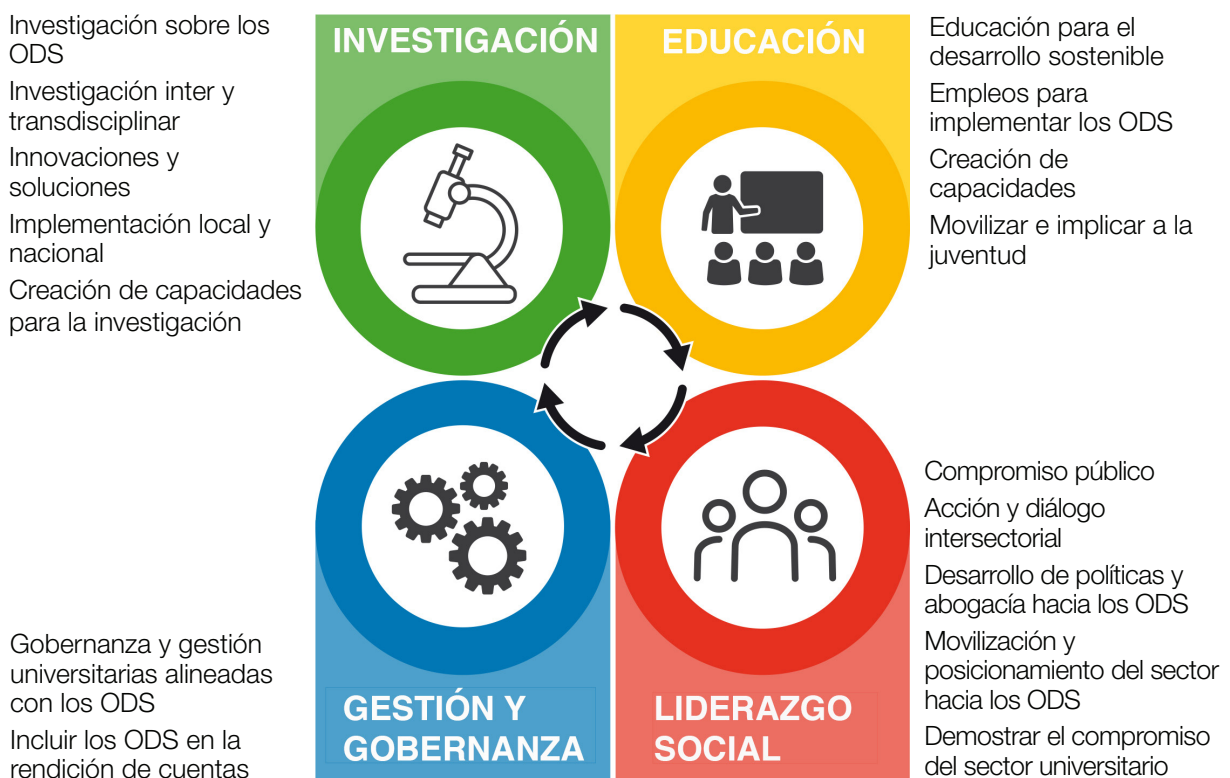 Investigación sobre los
ODS
Investigación inter y
transdisciplinar
Innovaciones y
soluciones
Implementación local y
nacional
Creación de capacidades
para la investigación
INVESTIGACIÓN
EDUCACIÓN
Educación para el
desarrollo sostenible
Empleos para
implementar los ODS
Creación de
capacidades
Movilizar e implicar a la
juventud
Gobernanza y gestión
universitarias alineadas
con los ODS
Incluir los ODS en la
rendición de cuentas
GESTIÓN Y
GOBERNANZA
LIDERAZGO
SOCIAL
Compromiso público
Acción y diálogo
intersectorial
Desarrollo de políticas y
abogacía hacia los ODS
Movilización y
posicionamiento del sector
hacia los ODS
Demostrar el compromiso
del sector universitario